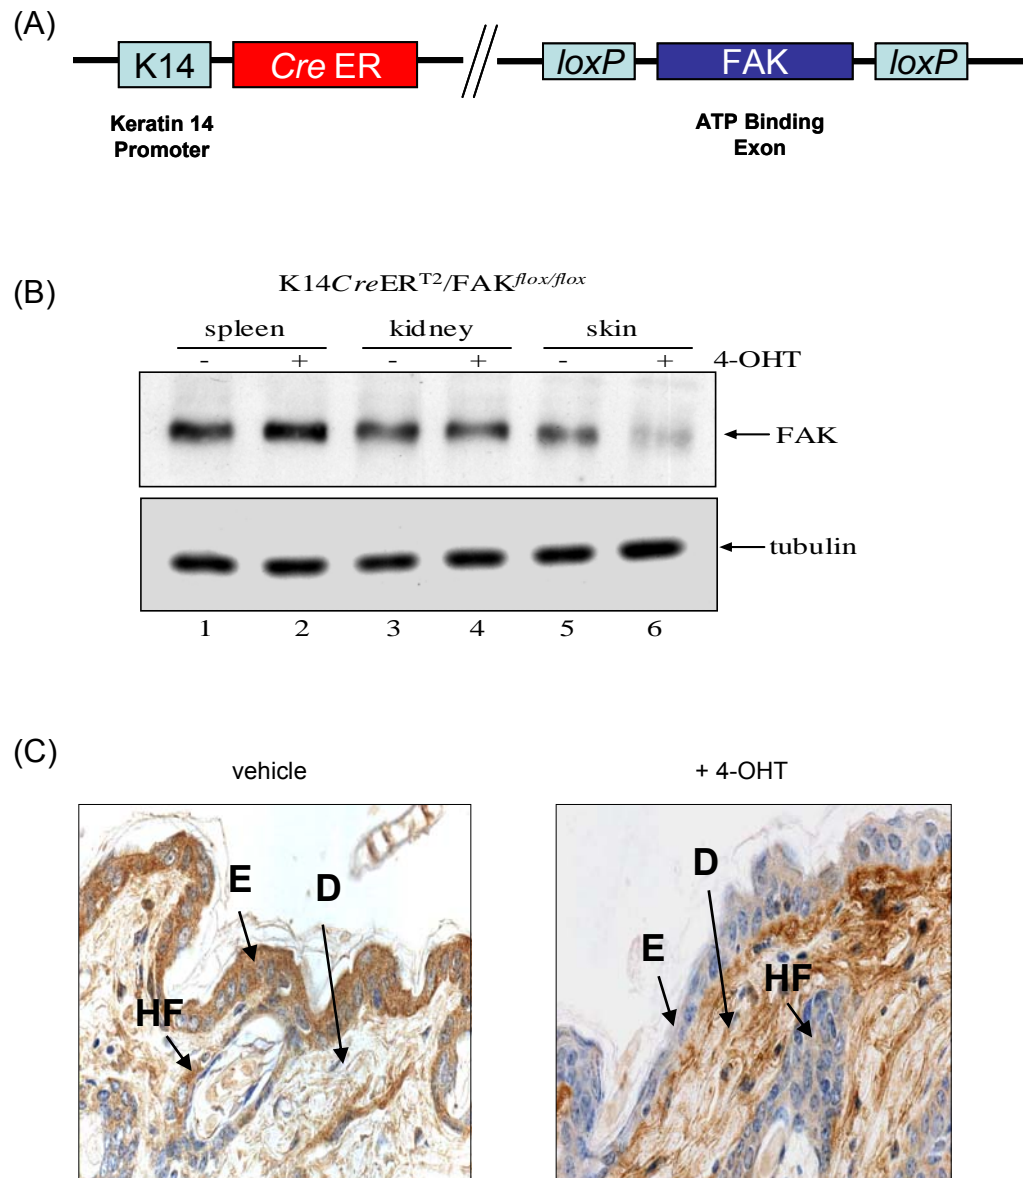 (A)
K14 Cre ER loxP FAK loxP
Keratin 14 Promoter
ATP Binding Exon
(B)
K14CreERT2/FAKflox/flox
spleen kidney skin
- + - + - + 4-OHT
FAK
tubulin
1 2 3 4 5 6
(C)
vehicle + 4-OHT
E D HF
D E HF